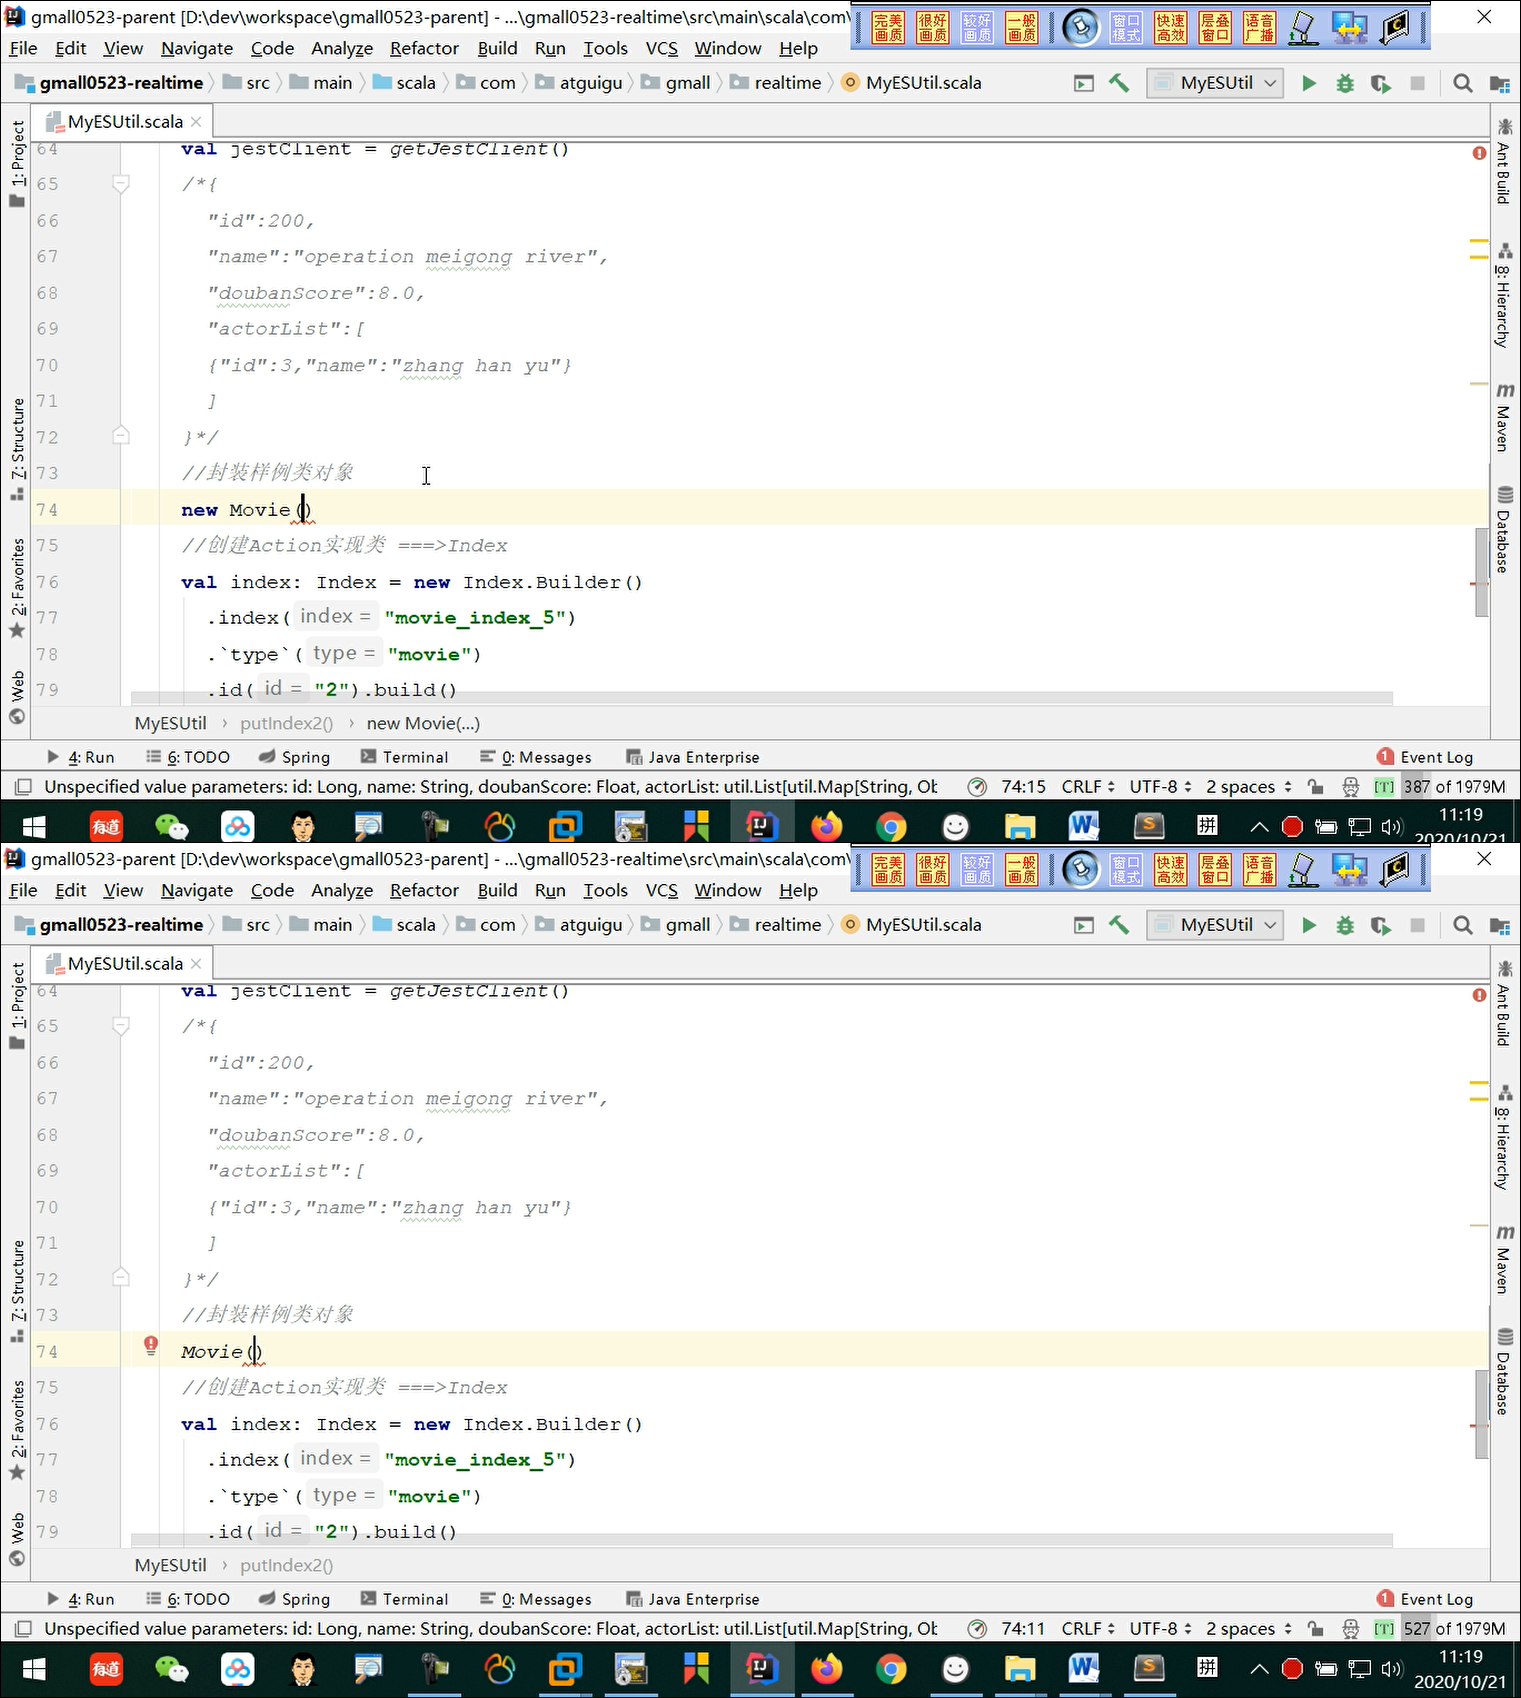 gmall0523-parent [D:\dev\workspace\gmall0523-parent] - ...\gmall0523-realtime\src\main\scala\com\
完美画质 很好画质 较好画质 一般画质 窗口模式 快速高效 层叠窗口 语音广播
File Edit View Navigate Code Analyze Refactor Build Run Tools VCS Window Help
gmall0523-realtime src main scala com atguigu gmall realtime MyESUtil.scala MyESUtil
MyESUtil.scala
1: Project
Z: Structure
2: Favorites
Web
64 val jestClient = getJestClient()
65 /*{
66 "id":200,
67 "name":"operation meigong river",
68 "doubanScore":8.0,
69 "actorList":[
70 {"id":3,"name":"zhang han yu"}
71 ]
72 }*/
73 //封装样例类对象
74 new Movie()
75 //创建Action实现类 ===>Index
76 val index: Index = new Index.Builder()
77 .index( index = "movie_index_5")
78 .`type`( type = "movie")
79 .id( id = "2").build()
Ant Build
8: Hierarchy
m Maven
Database
MyESUtil › putIndex2() › new Movie(...)
4: Run 6: TODO Spring Terminal 0: Messages Java Enterprise 1 Event Log
Unspecified value parameters: id: Long, name: String, doubanScore: Float, actorList: util.List[util.Map[String, Ob 74:15 CRLF UTF-8 2 spaces [T] 387 of 1979M
有道 IJ W S 拼 11:19
2020/10/21
gmall0523-parent [D:\dev\workspace\gmall0523-parent] - ...\gmall0523-realtime\src\main\scala\com\
完美画质 很好画质 较好画质 一般画质 窗口模式 快速高效 层叠窗口 语音广播
File Edit View Navigate Code Analyze Refactor Build Run Tools VCS Window Help
gmall0523-realtime src main scala com atguigu gmall realtime MyESUtil.scala MyESUtil
MyESUtil.scala
1: Project
Z: Structure
2: Favorites
Web
64 val jestClient = getJestClient()
65 /*{
66 "id":200,
67 "name":"operation meigong river",
68 "doubanScore":8.0,
69 "actorList":[
70 {"id":3,"name":"zhang han yu"}
71 ]
72 }*/
73 //封装样例类对象
74 Movie()
75 //创建Action实现类 ===>Index
76 val index: Index = new Index.Builder()
77 .index( index = "movie_index_5")
78 .`type`( type = "movie")
79 .id( id = "2").build()
Ant Build
8: Hierarchy
m Maven
Database
MyESUtil › putIndex2()
4: Run 6: TODO Spring Terminal 0: Messages Java Enterprise 1 Event Log
Unspecified value parameters: id: Long, name: String, doubanScore: Float, actorList: util.List[util.Map[String, Ob 74:11 CRLF UTF-8 2 spaces [T] 527 of 1979M
有道 IJ W S 拼 11:19
2020/10/21